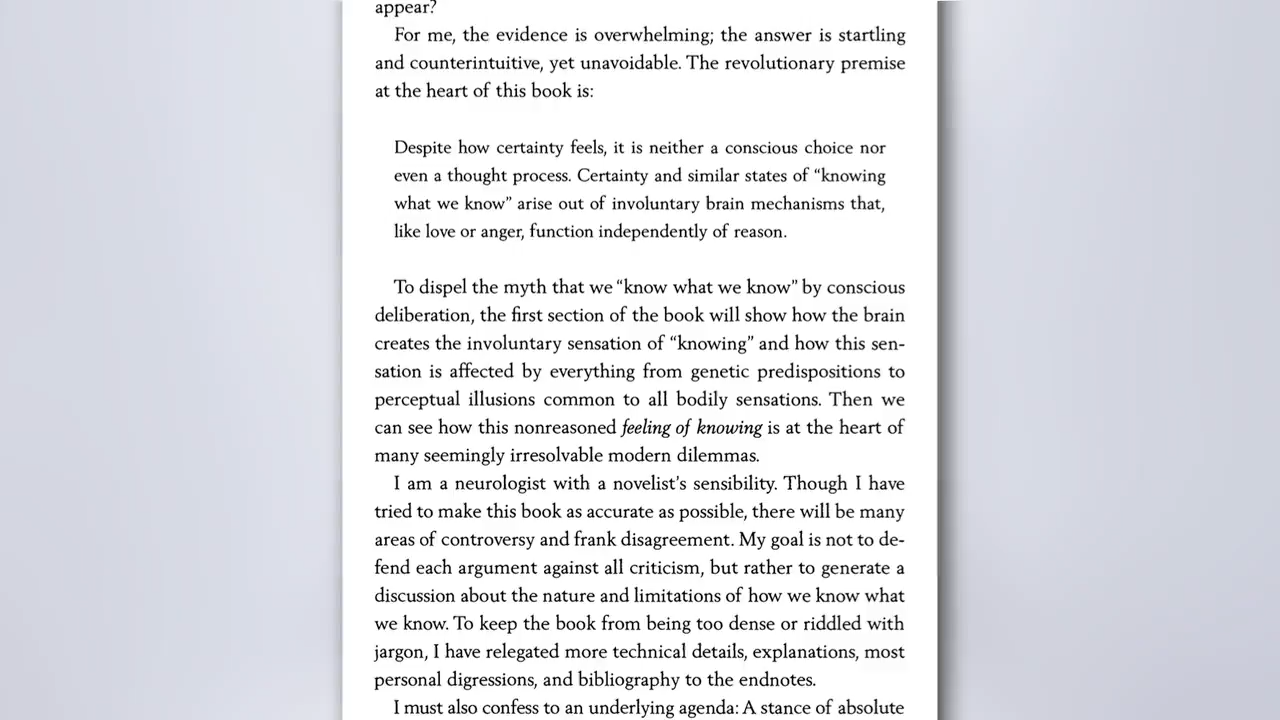 appear?
For me, the evidence is overwhelming; the answer is startling
and counterintuitive, yet unavoidable. The revolutionary premise
at the heart of this book is:
Despite how certainty feels, it is neither a conscious choice nor
even a thought process. Certainty and similar states of “knowing
what we know” arise out of involuntary brain mechanisms that,
like love or anger, function independently of reason.
To dispel the myth that we “know what we know” by conscious
deliberation, the first section of the book will show how the brain
creates the involuntary sensation of “knowing” and how this sen-
sation is affected by everything from genetic predispositions to
perceptual illusions common to all bodily sensations. Then we
can see how this nonreasoned feeling of knowing is at the heart of
many seemingly irresolvable modern dilemmas.
I am a neurologist with a novelist’s sensibility. Though I have
tried to make this book as accurate as possible, there will be many
areas of controversy and frank disagreement. My goal is not to de-
fend each argument against all criticism, but rather to generate a
discussion about the nature and limitations of how we know what
we know. To keep the book from being too dense or riddled with
jargon, I have relegated more technical details, explanations, most
personal digressions, and bibliography to the endnotes.
I must also confess to an underlying agenda: A stance of absolute